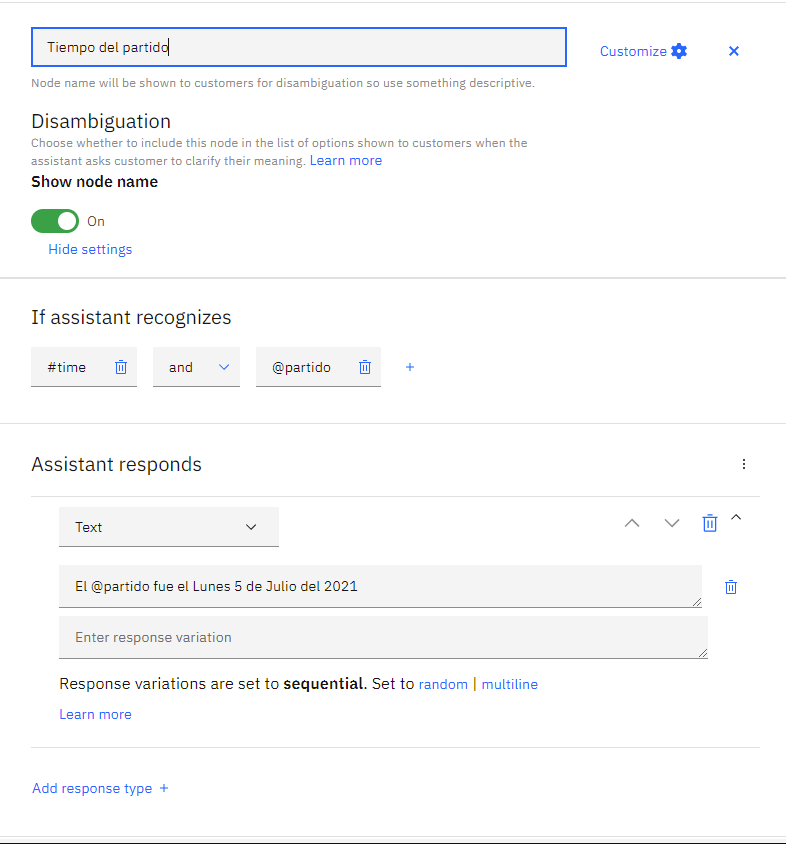 Tiempo del partido
Customize
Node name will be shown to customers for disambiguation so use something descriptive.
Disambiguation
Choose whether to include this node in the list of options shown to customers when the
assistant asks customer to clarify their meaning. Learn more
Show node name
On
Hide settings
If assistant recognizes
#time and @partido +
Assistant responds
Text
El @partido fue el Lunes 5 de Julio del 2021
Enter response variation
Response variations are set to sequential. Set to random | multiline
Learn more
Add response type +